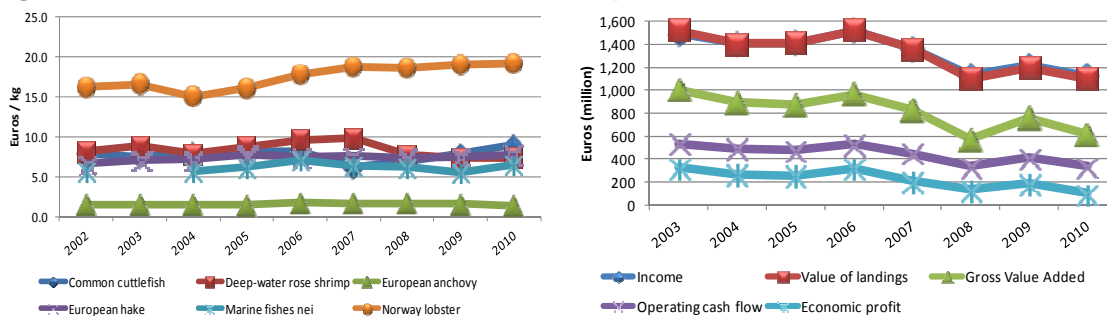 25.0
20.0
15.0
10.0
5.0
0.0
Euros / kg
2002 2003 2004 2005 2006 2007 2008 2009 2010
Common cuttlefish Deep-water rose shrimp European anchovy
European hake Marine fishes nei Norway lobster
1,600
1,400
1,200
1,000
800
600
400
200
0
Euros (million)
2003 2004 2005 2006 2007 2008 2009 2010
Income Value of landings Gross Value Added
Operating cash flow Economic profit